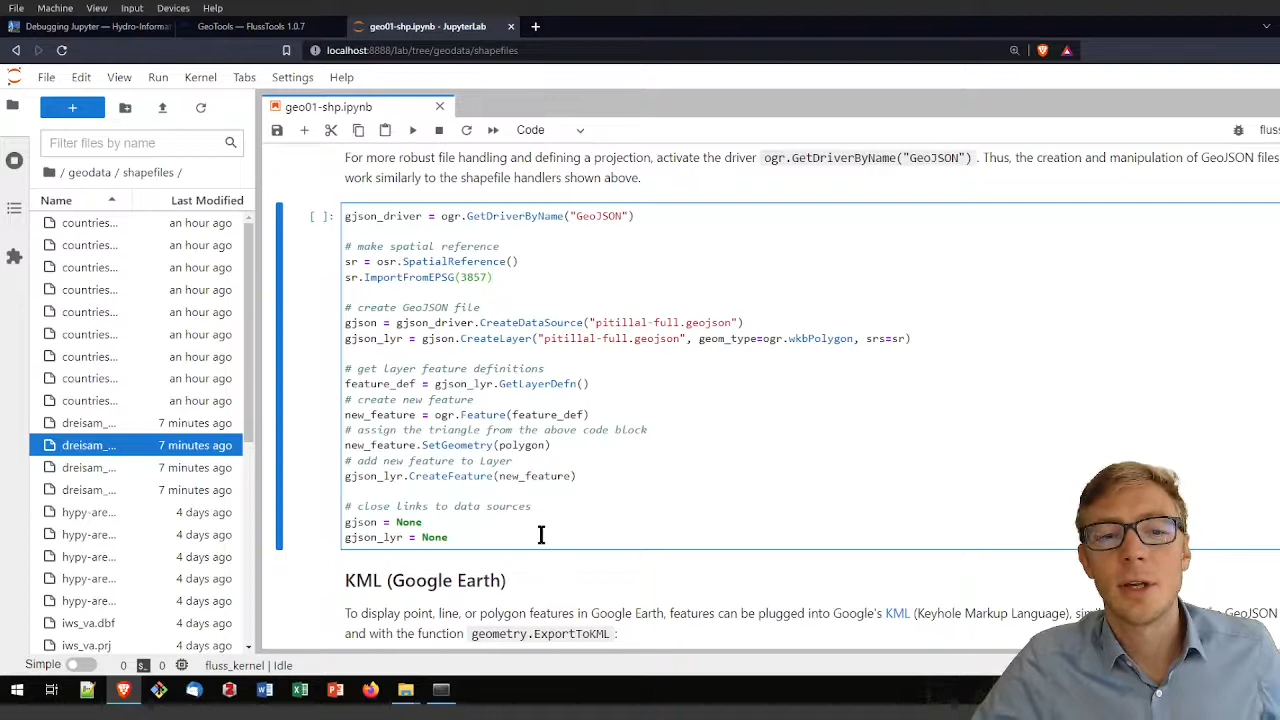 File Machine View Input Devices Help
Debugging Jupyter — Hydro-Informa
GeoTools — FlussTools 1.0.7
geo01-shp.ipynb - JupyterLab
localhost:8888/lab/tree/geodata/shapefiles
File Edit View Run Kernel Tabs Settings Help
geo01-shp.ipynb
Code
fluss
Filter files by name
/ geodata / shapefiles /
Name Last Modified
countries... an hour ago
countries... an hour ago
countries... an hour ago
countries... an hour ago
countries... an hour ago
countries... an hour ago
countries... an hour ago
countries... an hour ago
countries... an hour ago
dreisam_... 7 minutes ago
dreisam_... 7 minutes ago
dreisam_... 7 minutes ago
dreisam_... 7 minutes ago
hypy-are... 4 days ago
hypy-are... 4 days ago
hypy-are... 4 days ago
hypy-are... 4 days ago
hypy-are... 4 days ago
iws_va.dbf 4 days ago
iws_va.prj 4 days ago
For more robust file handling and defining a projection, activate the driver ogr.GetDriverByName("GeoJSON"). Thus, the creation and manipulation of GeoJSON files
work similarly to the shapefile handlers shown above.
[ ]: gjson_driver = ogr.GetDriverByName("GeoJSON")
# make spatial reference
sr = osr.SpatialReference()
sr.ImportFromEPSG(3857)
# create GeoJSON file
gjson = gjson_driver.CreateDataSource("pitillal-full.geojson")
gjson_lyr = gjson.CreateLayer("pitillal-full.geojson", geom_type=ogr.wkbPolygon, srs=sr)
# get layer feature definitions
feature_def = gjson_lyr.GetLayerDefn()
# create new feature
new_feature = ogr.Feature(feature_def)
# assign the triangle from the above code block
new_feature.SetGeometry(polygon)
# add new feature to Layer
gjson_lyr.CreateFeature(new_feature)
# close links to data sources
gjson = None
gjson_lyr = None
KML (Google Earth)
To display point, line, or polygon features in Google Earth, features can be plugged into Google's KML (Keyhole Markup Language), GeoJSON
and with the function geometry.ExportToKML:
Simple 0 0 fluss_kernel | Idle